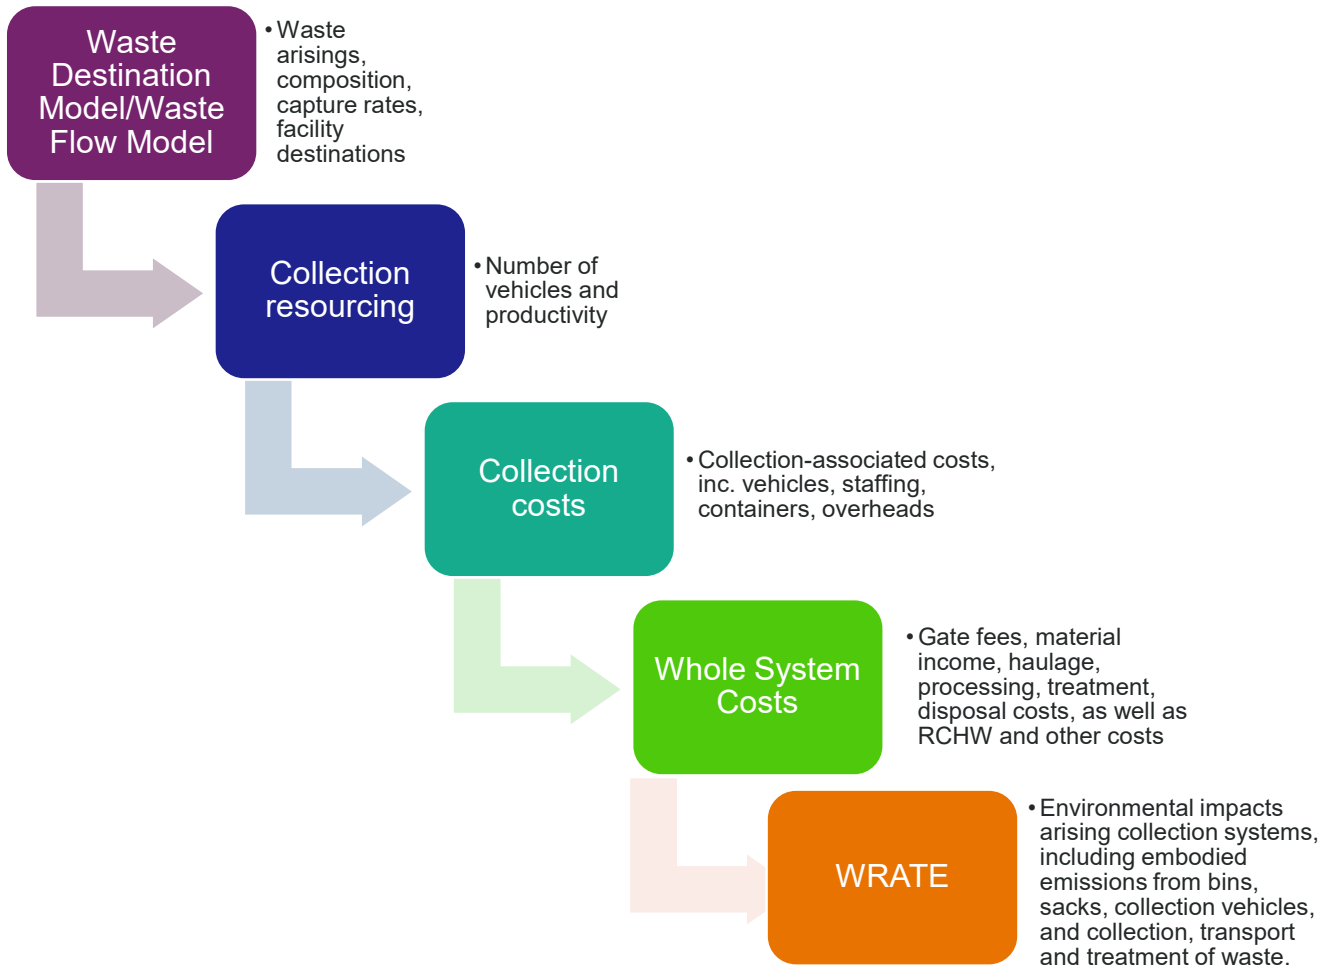 Waste
Destination
Model/Waste
Flow Model
• Waste
arisings,
composition,
capture rates,
facility
destinations
Collection
resourcing
• Number of
vehicles and
productivity
Collection
costs
• Collection-associated costs,
inc. vehicles, staffing,
containers, overheads
Whole System
Costs
• Gate fees, material
income, haulage,
processing, treatment,
disposal costs, as well as
RCHW and other costs
WRATE
• Environmental impacts
arising collection systems,
including embodied
emissions from bins,
sacks, collection vehicles,
and collection, transport
and treatment of waste.